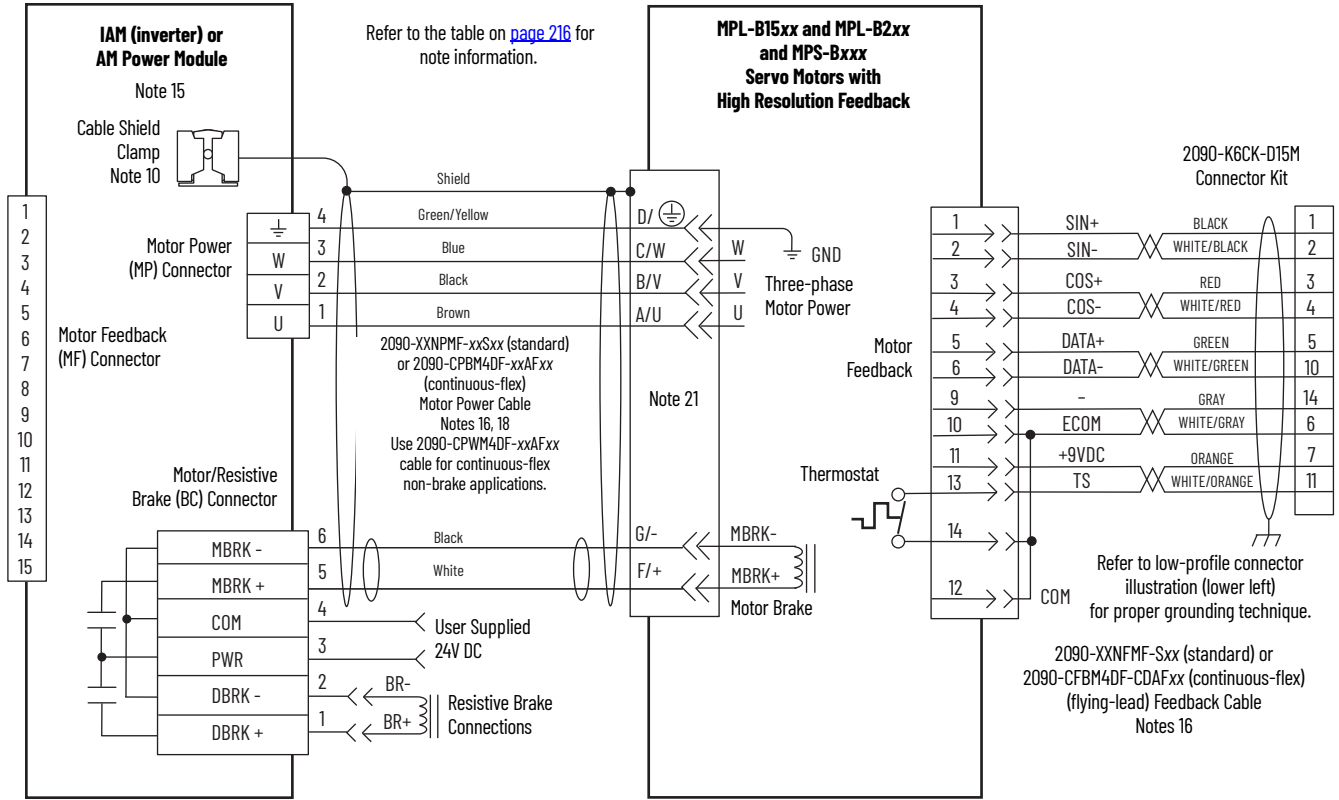 IAM (inverter) or
AM Power Module
Note 15
Cable Shield
Clamp
Note 10
Refer to the table on page 216 for
note information.
MPL-B15xx and MPL-B2xx
and MPS-Bxxx
Servo Motors with
High Resolution Feedback
2090-K6CK-D15M
Connector Kit
1
2
3
4
5
6
7
8
9
10
11
12
13
14
15
Motor Feedback
(MF) Connector
Motor Power
(MP) Connector
W
V
U
4
3
2
1
Shield
Green/Yellow
Blue
Black
Brown
D/
C/W
B/V
A/U
W
V
U
GND
Three-phase
Motor Power
2090-XXNPMF-xxSxx (standard)
or 2090-CPBM4DF-xxAFxx
(continuous-flex)
Motor Power Cable
Notes 16, 18
Use 2090-CPWM4DF-xxAFxx
cable for continuous-flex
non-brake applications.
Note 21
Motor/Resistive
Brake (BC) Connector
MBRK -
MBRK +
COM
PWR
DBRK -
DBRK +
6
5
4
3
2
1
Black
White
User Supplied
24V DC
BR-
BR+
Resistive Brake
Connections
G/-
F/+
MBRK-
MBRK+
Motor Brake
Motor
Feedback
Thermostat
1
2
3
4
5
6
9
10
11
13
14
12
COM
SIN+
SIN-
COS+
COS-
DATA+
DATA-
-
ECOM
+9VDC
TS
BLACK
WHITE/BLACK
RED
WHITE/RED
GREEN
WHITE/GREEN
GRAY
WHITE/GRAY
ORANGE
WHITE/ORANGE
1
2
3
4
5
10
14
6
7
11
Refer to low-profile connector
illustration (lower left)
for proper grounding technique.
2090-XXNFMF-Sxx (standard) or
2090-CFBM4DF-CDAFxx (continuous-flex)
(flying-lead) Feedback Cable
Notes 16